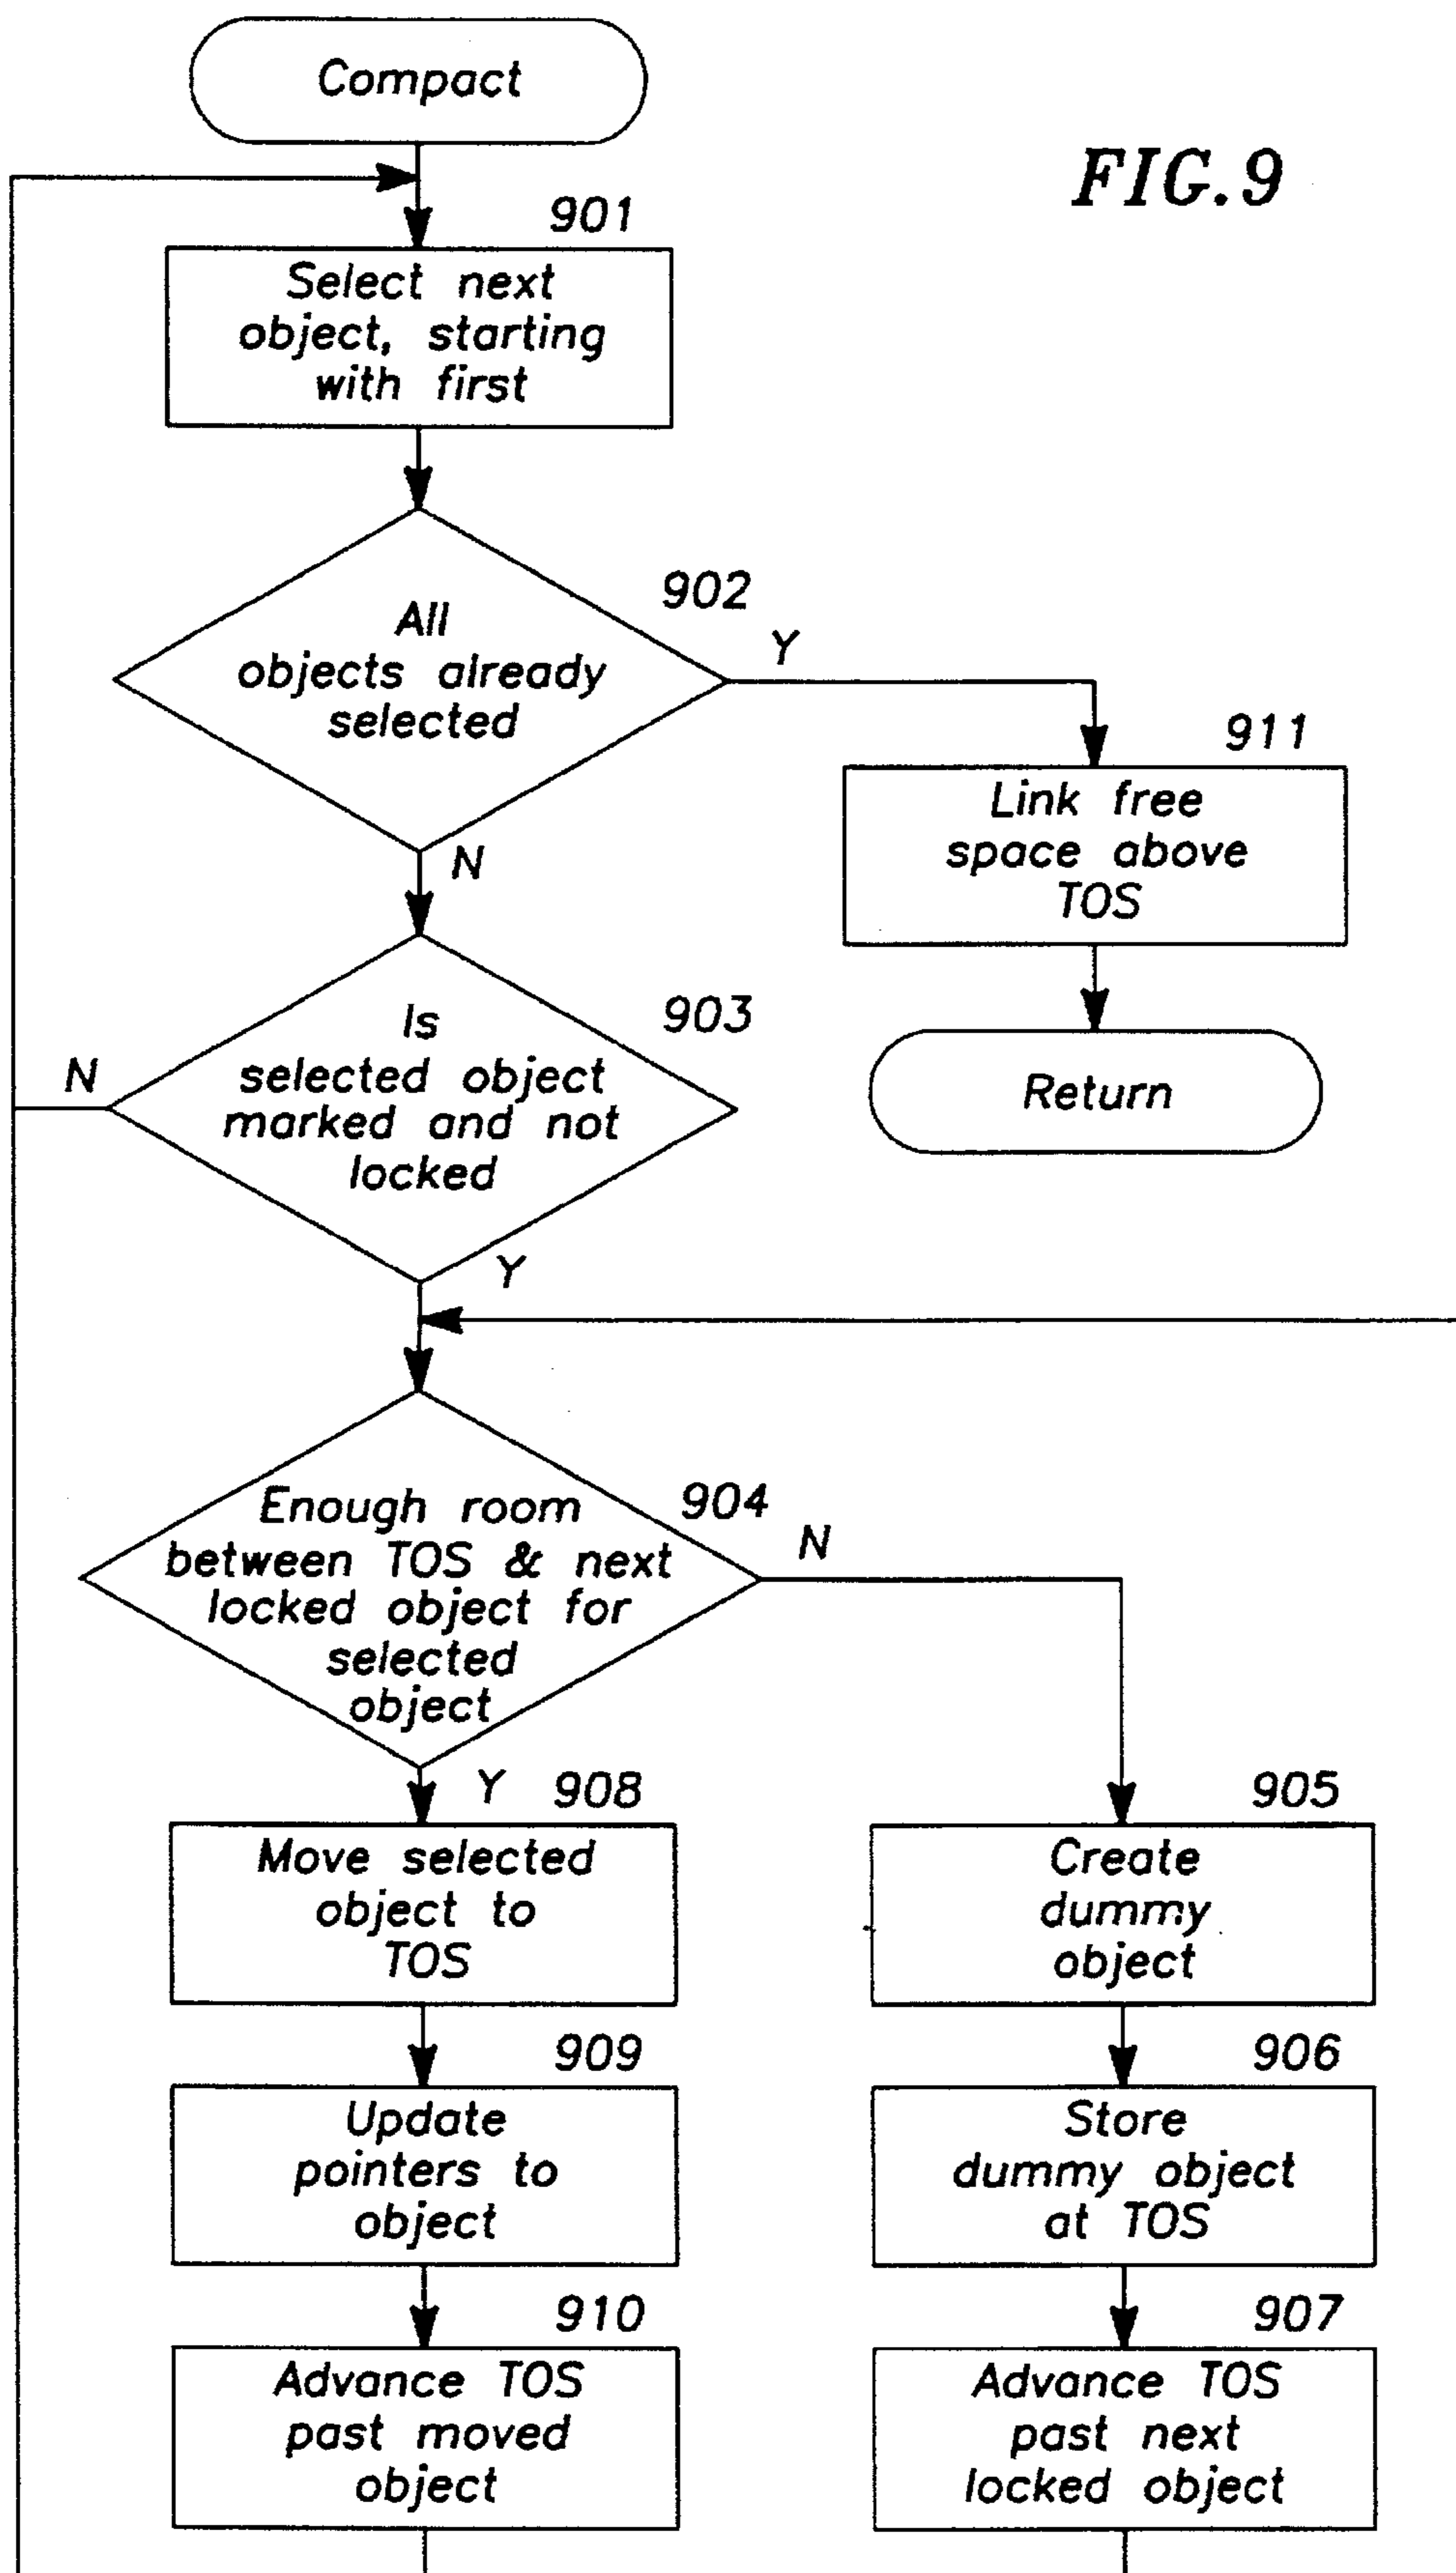 Compact
FIG. 9
901
Select next
object, starting
with first
902
All
objects already
selected
Y
N
911
Link free
space above
TOS
Return
903
Is
selected object
marked and not
locked
N
Y
904
Enough room
between TOS & next
locked object for
selected
object
N
Y
908
Move selected
object to
TOS
905
Create
dummy
object
909
Update
pointers to
object
906
Store
dummy object
at TOS
910
Advance TOS
past moved
object
907
Advance TOS
past next
locked object